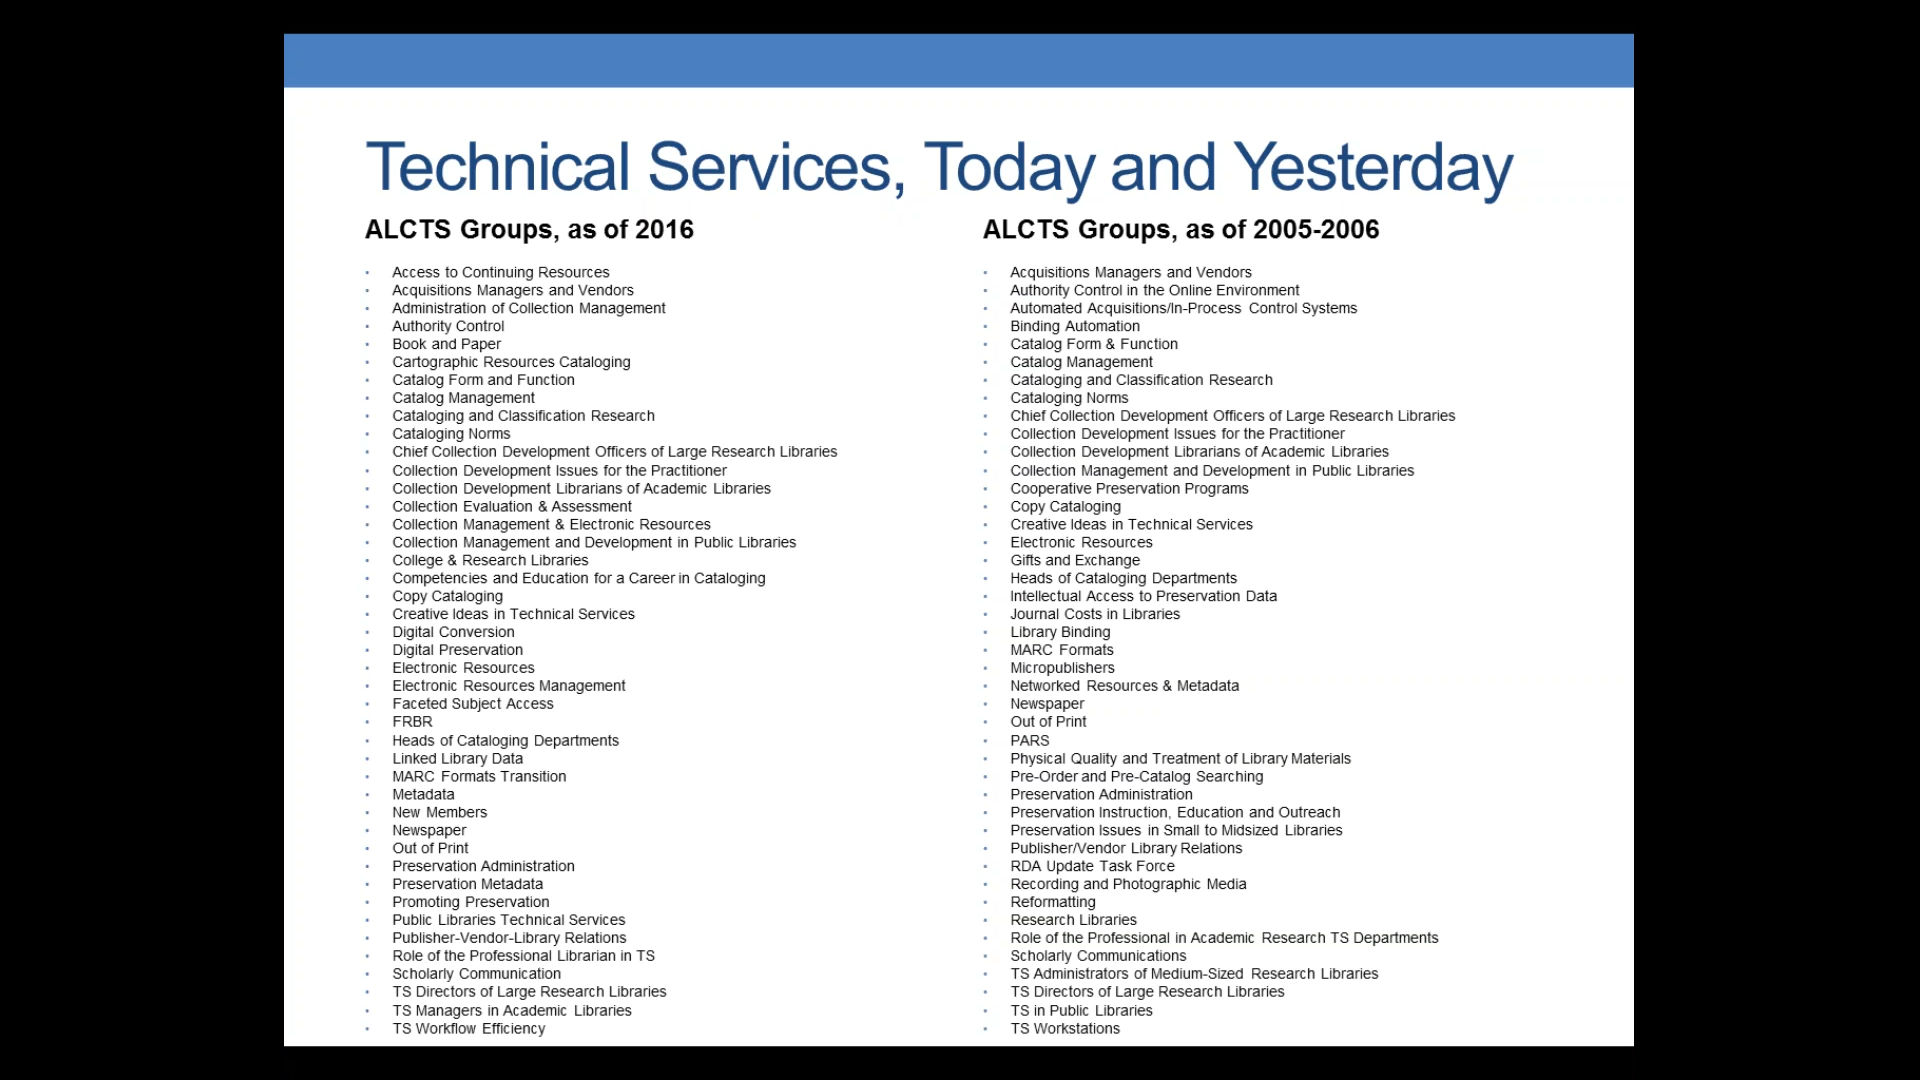 Technical Services, Today and Yesterday
ALCTS Groups, as of 2016
Access to Continuing Resources
Acquisitions Managers and Vendors
Administration of Collection Management
Authority Control
Book and Paper
Cartographic Resources Cataloging
Catalog Form and Function
Catalog Management
Cataloging and Classification Research
Cataloging Norms
Chief Collection Development Officers of Large Research Libraries
Collection Development Issues for the Practitioner
Collection Development Librarians of Academic Libraries
Collection Evaluation & Assessment
Collection Management & Electronic Resources
Collection Management and Development in Public Libraries
College & Research Libraries
Competencies and Education for a Career in Cataloging
Copy Cataloging
Creative Ideas in Technical Services
Digital Conversion
Digital Preservation
Electronic Resources
Electronic Resources Management
Faceted Subject Access
FRBR
Heads of Cataloging Departments
Linked Library Data
MARC Formats Transition
Metadata
New Members
Newspaper
Out of Print
Preservation Administration
Preservation Metadata
Promoting Preservation
Public Libraries Technical Services
Publisher-Vendor-Library Relations
Role of the Professional Librarian in TS
Scholarly Communication
TS Directors of Large Research Libraries
TS Managers in Academic Libraries
TS Workflow Efficiency
ALCTS Groups, as of 2005-2006
Acquisitions Managers and Vendors
Authority Control in the Online Environment
Automated Acquisitions/In-Process Control Systems
Binding Automation
Catalog Form & Function
Catalog Management
Cataloging and Classification Research
Cataloging Norms
Chief Collection Development Officers of Large Research Libraries
Collection Development Issues for the Practitioner
Collection Development Librarians of Academic Libraries
Collection Management and Development in Public Libraries
Cooperative Preservation Programs
Copy Cataloging
Creative Ideas in Technical Services
Electronic Resources
Gifts and Exchange
Heads of Cataloging Departments
Intellectual Access to Preservation Data
Journal Costs in Libraries
Library Binding
MARC Formats
Micropublishers
Networked Resources & Metadata
Newspaper
Out of Print
PARS
Physical Quality and Treatment of Library Materials
Pre-Order and Pre-Catalog Searching
Preservation Administration
Preservation Instruction, Education and Outreach
Preservation Issues in Small to Midsized Libraries
Publisher/Vendor Library Relations
RDA Update Task Force
Recording and Photographic Media
Reformatting
Research Libraries
Role of the Professional in Academic Research TS Departments
Scholarly Communications
TS Administrators of Medium-Sized Research Libraries
TS Directors of Large Research Libraries
TS in Public Libraries
TS Workstations